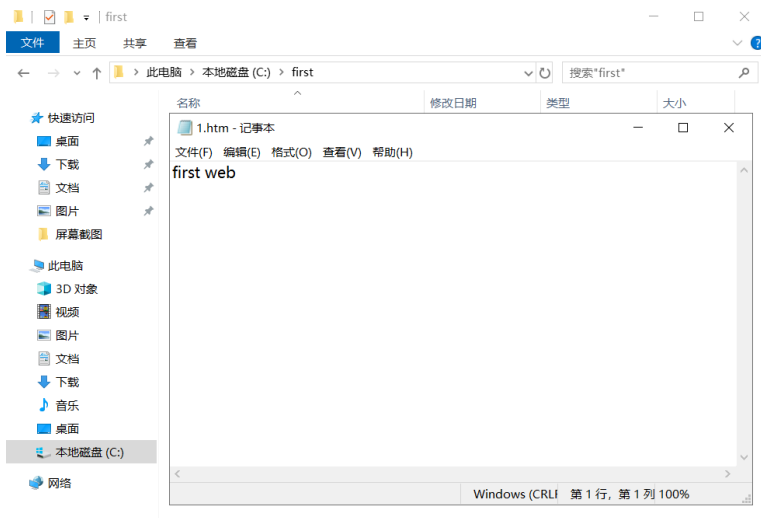 first
文件 主页 共享 查看
此电脑 本地磁盘 (C:) first 搜索"first"
名称 修改日期 类型 大小
快速访问
桌面
下载
文档
图片
屏幕截图
此电脑
3D 对象
视频
图片
文档
下载
音乐
桌面
本地磁盘 (C:)
网络
1.htm - 记事本
文件(F) 编辑(E) 格式(O) 查看(V) 帮助(H)
first web
Windows (CRLF 第 1 行，第 1 列 100%